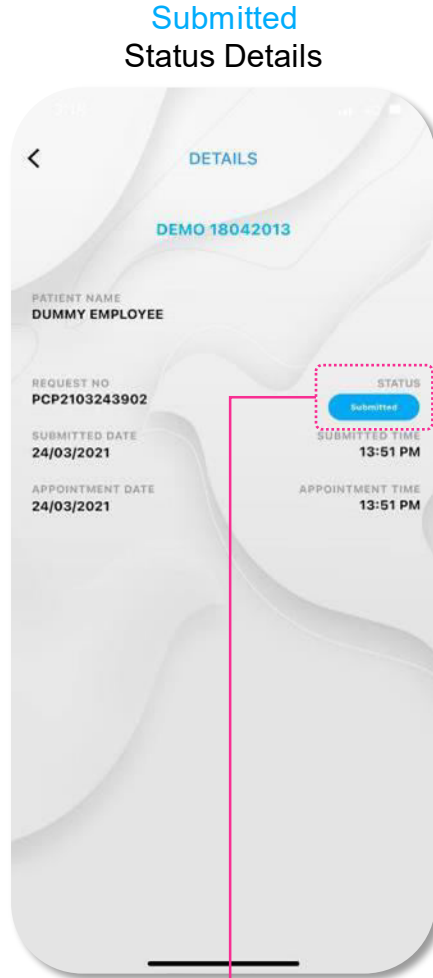 Submitted
Status Details
DETAILS
DEMO 18042013
PATIENT NAME
DUMMY EMPLOYEE
REQUEST NO STATUS
PCP2103243902 Submitted
SUBMITTED DATE SUBMITTED TIME
24/03/2021 13:51 PM
APPOINTMENT DATE APPOINTMENT TIME
24/03/2021 13:51 PM